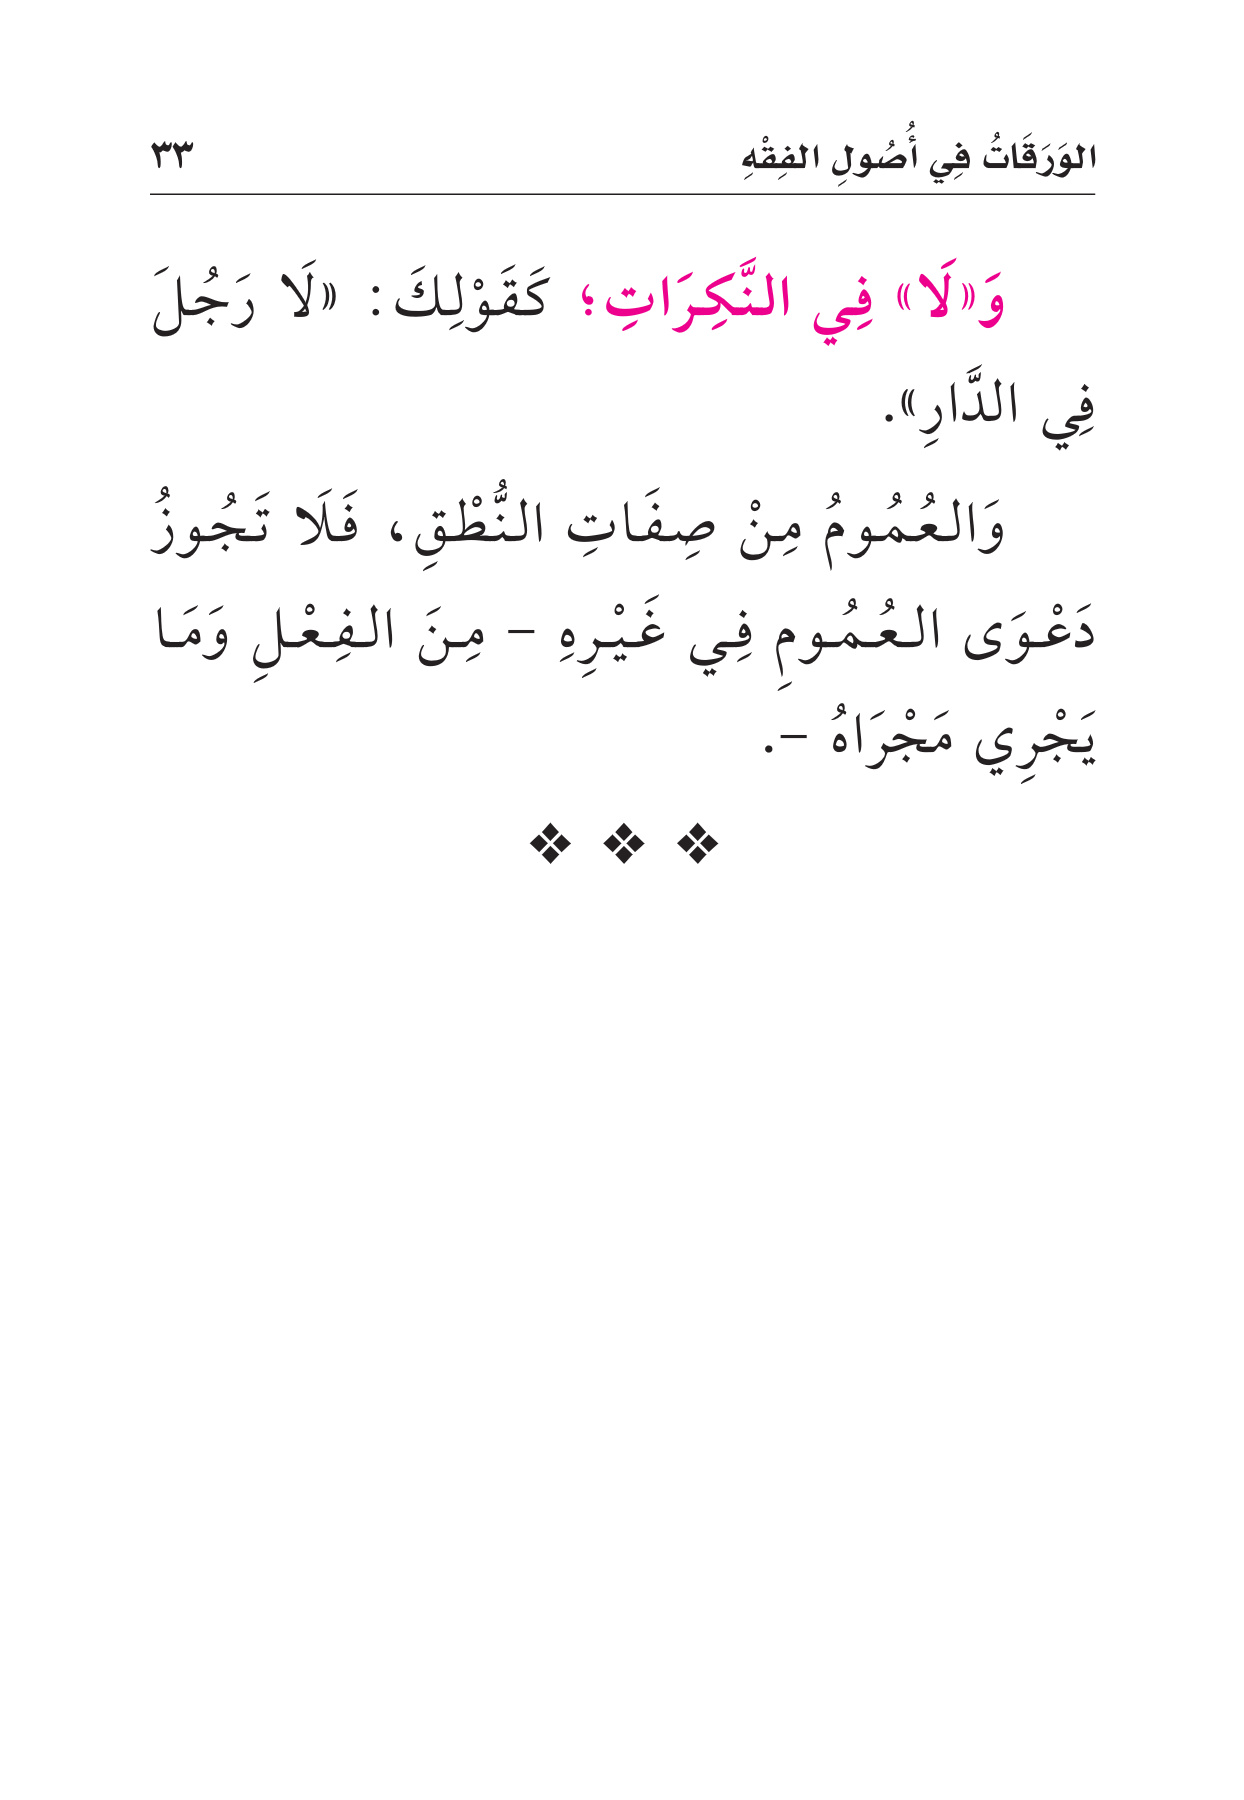 الوَرَقَاتُ فِي أُصُولِ الفِقْهِ ٣٣
وَ«لَا» فِي النَّكِرَاتِ؛ كَقَوْلِكَ: «لَا رَجُلَ
فِي الدَّارِ».
وَالعُمُومُ مِنْ صِفَاتِ النُّطْقِ، فَلَا تَجُوزُ
دَعْوَى العُمُومِ فِي غَيْرِهِ - مِنَ الفِعْلِ وَمَا
يَجْرِي مَجْرَاهُ -.
❖ ❖ ❖